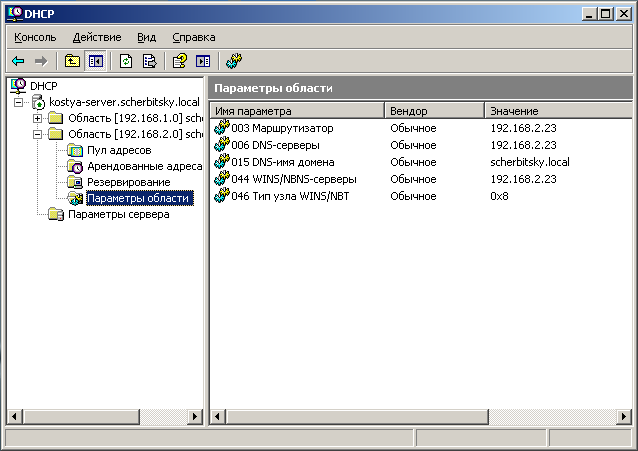 DHCP
Консоль Действие Вид Справка
DHCP
kostya-server.scherbitsky.local
Область [192.168.1.0] sche
Область [192.168.2.0] sche
Пул адресов
Арендованные адреса
Резервирование
Параметры области
Параметры сервера
Параметры области
Имя параметра Вендор Значение
003 Маршрутизатор Обычное 192.168.2.23
006 DNS-серверы Обычное 192.168.2.23
015 DNS-имя домена Обычное scherbitsky.local
044 WINS/NBNS-серверы Обычное 192.168.2.23
046 Тип узла WINS/NBT Обычное 0x8